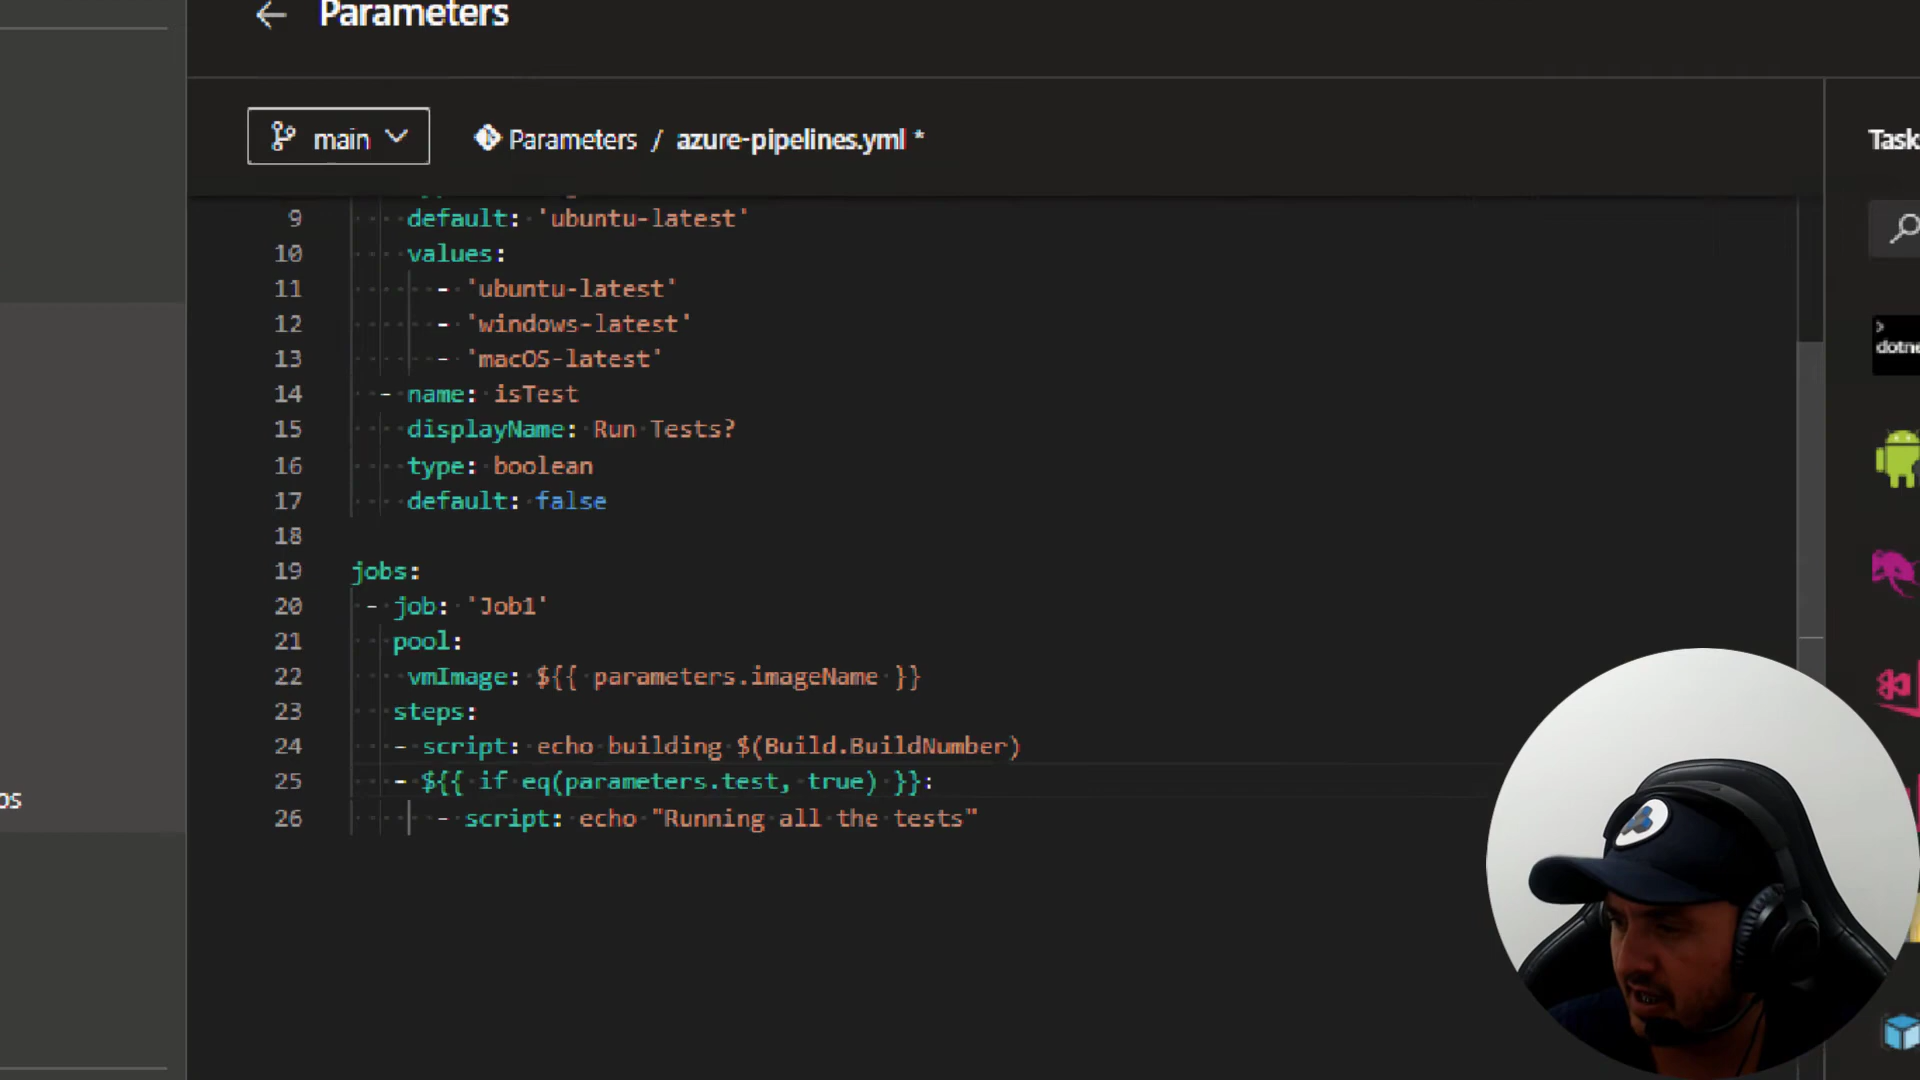 Parameters
main
Parameters / azure-pipelines.yml *
Task
9 default: 'ubuntu-latest'
10 values:
11 - 'ubuntu-latest'
12 - 'windows-latest'
13 - 'macOS-latest'
14 - name: isTest
15 displayName: Run Tests?
16 type: boolean
17 default: false
18
19 jobs:
20 - job: 'Job1'
21 pool:
22 vmImage: ${{ parameters.imageName }}
23 steps:
24 - script: echo building $(Build.BuildNumber)
25 - ${{ if eq(parameters.test, true) }}:
26 - script: echo "Running all the tests"
os
dotne